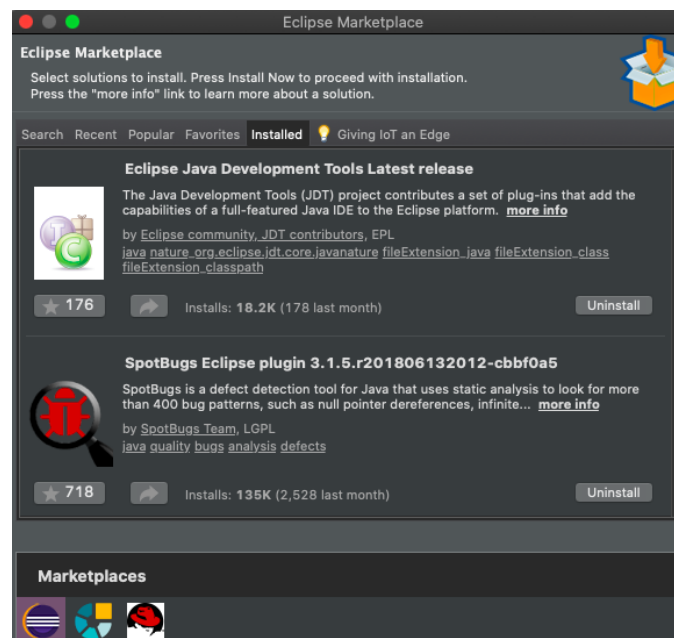 Eclipse Marketplace
Eclipse Marketplace
Select solutions to install. Press Install Now to proceed with installation.
Press the "more info" link to learn more about a solution.
Search Recent Popular Favorites Installed Giving IoT an Edge
Eclipse Java Development Tools Latest release
The Java Development Tools (JDT) project contributes a set of plug-ins that add the
capabilities of a full-featured Java IDE to the Eclipse platform. more info
by Eclipse community, JDT contributors, EPL
java nature_org.eclipse.jdt.core.javanature fileExtension_java fileExtension_class
fileExtension_classpath
176 Installs: 18.2K (178 last month) Uninstall
SpotBugs Eclipse plugin 3.1.5.r201806132012-cbbf0a5
SpotBugs is a defect detection tool for Java that uses static analysis to look for more
than 400 bug patterns, such as null pointer dereferences, infinite... more info
by SpotBugs Team, LGPL
java quality bugs analysis defects
718 Installs: 135K (2,528 last month) Uninstall
Marketplaces